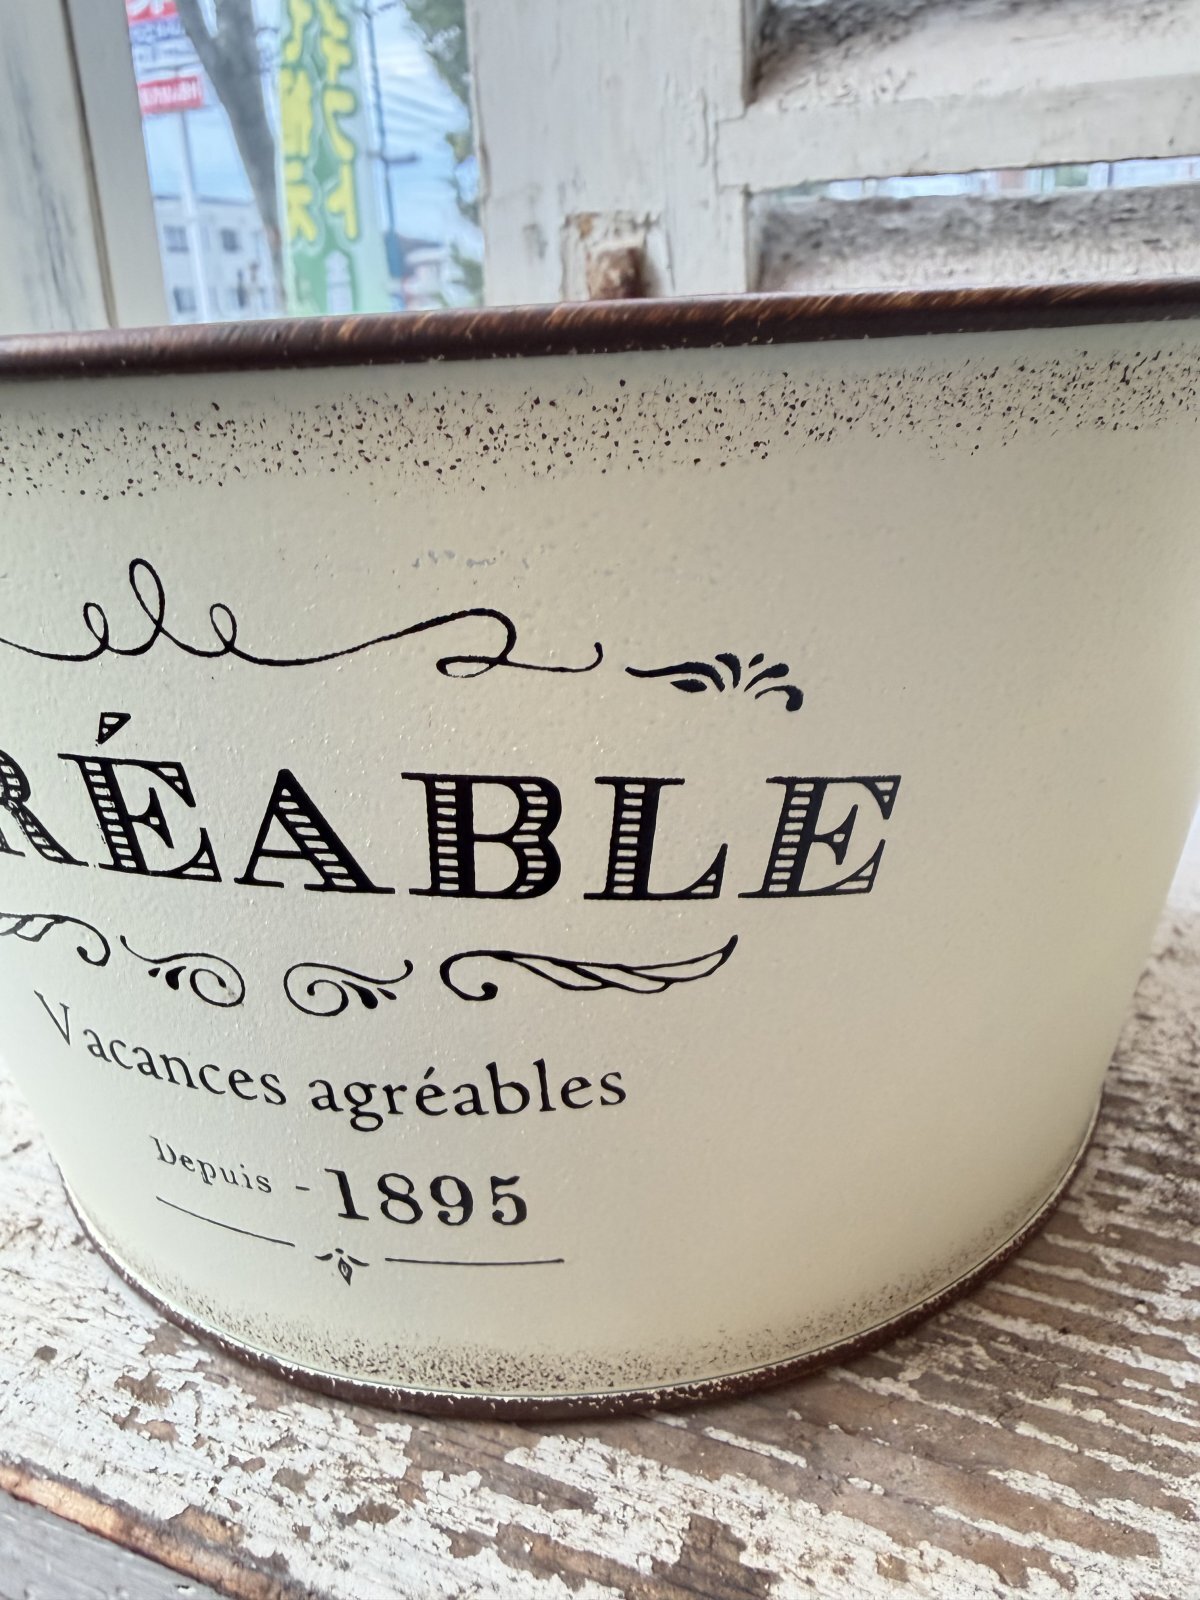 RÉABLE
Vacances agréables
Depuis - 1895